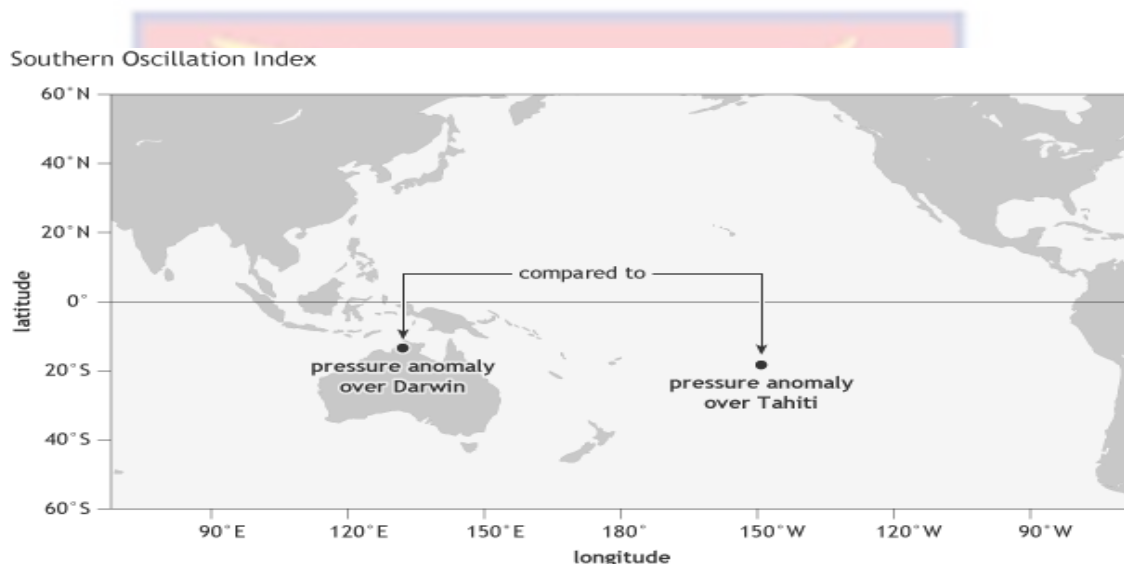 Southern Oscillation Index
60°N
40°N
20°N
0°
20°S
40°S
60°S
latitude
compared to
pressure anomaly
over Darwin
pressure anomaly
over Tahiti
90°E
120°E
150°E
180°
150°W
120°W
90°W
longitude